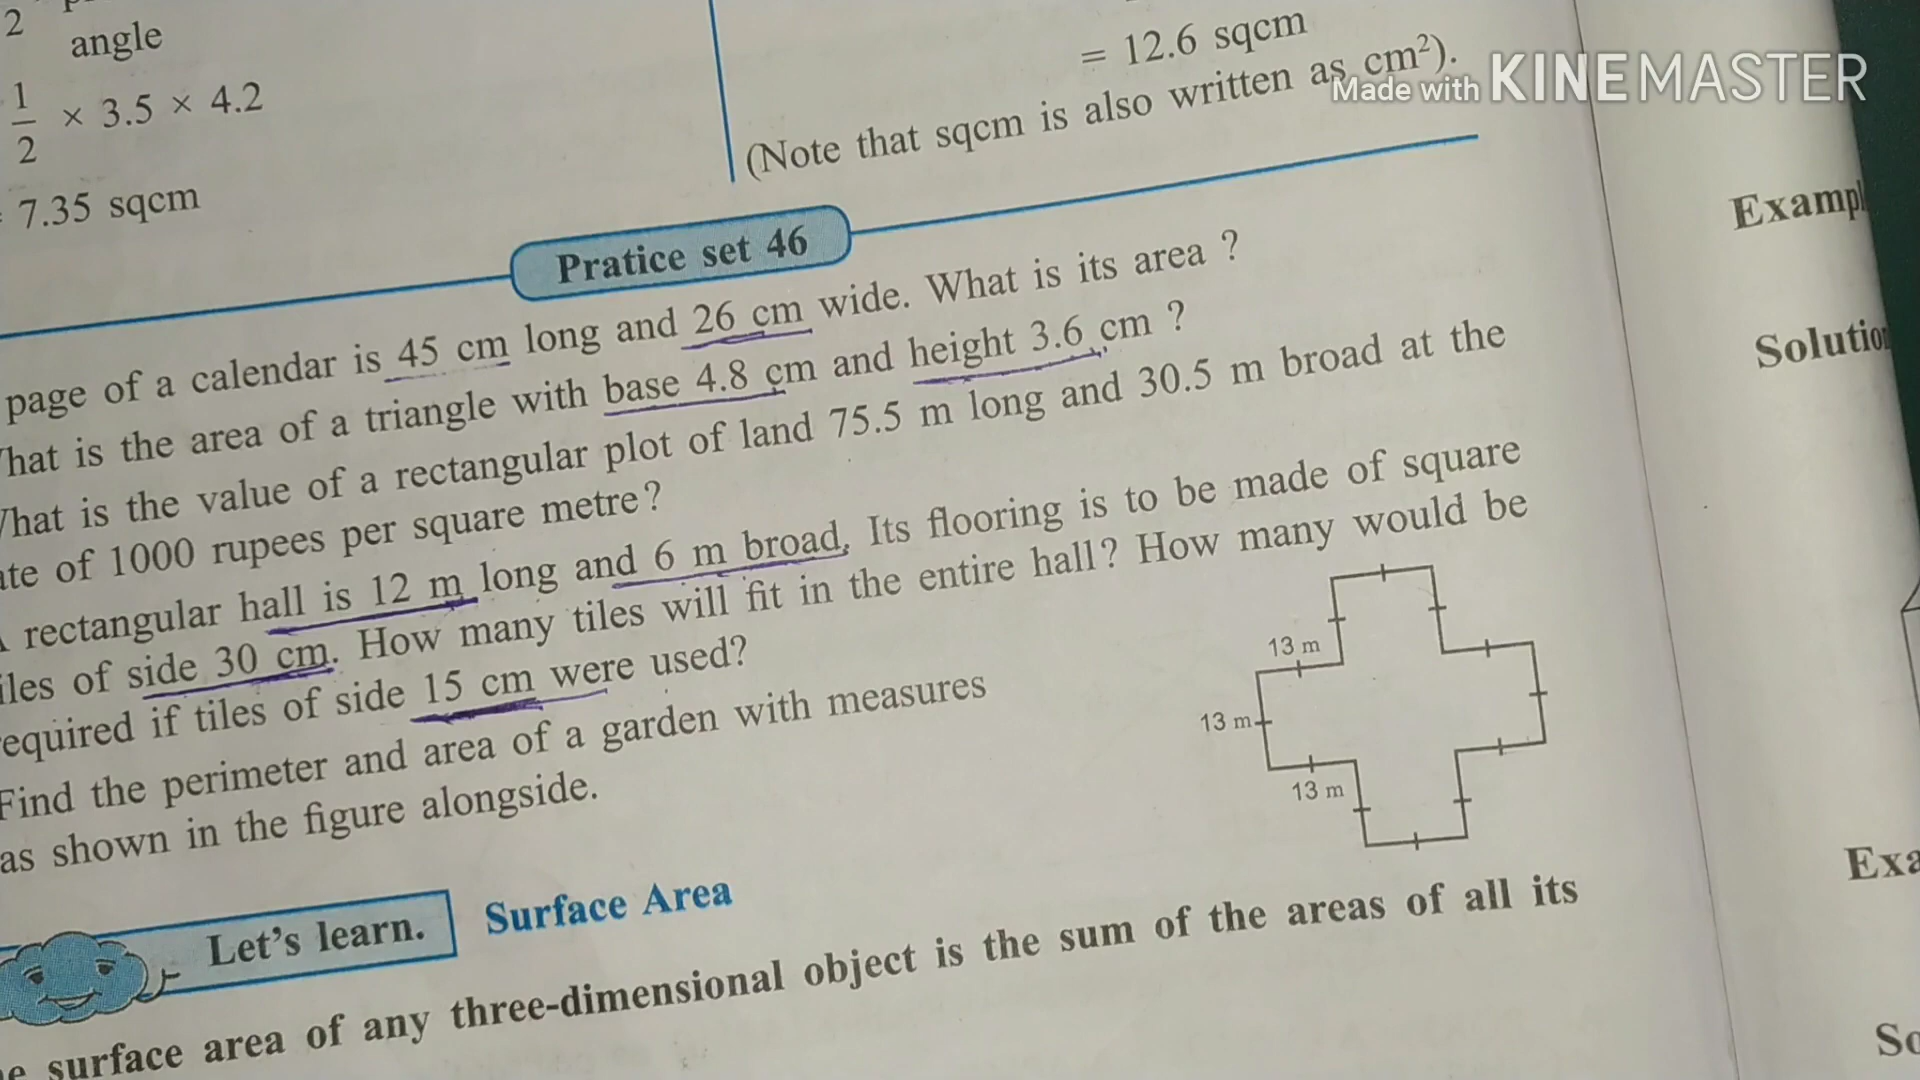 2
angle
1/2 × 3.5 × 4.2
7.35 sqcm
= 12.6 sqcm
(Note that sqcm is also written as cm²).
Made with KINEMASTER
Pratice set 46
page of a calendar is 45 cm long and 26 cm wide. What is its area ?
hat is the area of a triangle with base 4.8 cm and height 3.6 cm ?
hat is the value of a rectangular plot of land 75.5 m long and 30.5 m broad at the
te of 1000 rupees per square metre?
rectangular hall is 12 m long and 6 m broad. Its flooring is to be made of square
iles of side 30 cm. How many tiles will fit in the entire hall? How many would be
equired if tiles of side 15 cm were used?
Find the perimeter and area of a garden with measures
as shown in the figure alongside.
13 m
13 m
13 m
Let's learn.
Surface Area
e surface area of any three-dimensional object is the sum of the areas of all its
Exampl
Solution
Exa
So